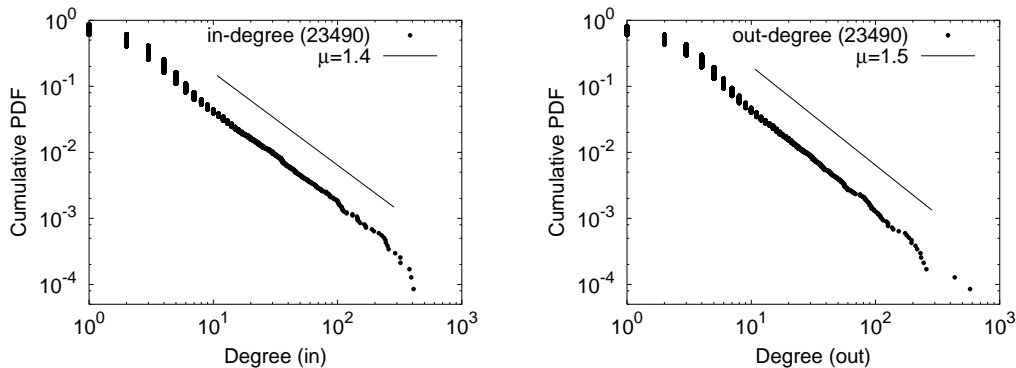 in-degree (23490)
μ=1.4
10^0
10^-1
10^-2
10^-3
10^-4
Cumulative PDF
10^0 10^1 10^2 10^3
Degree (in)
out-degree (23490)
μ=1.5
10^0
10^-1
10^-2
10^-3
10^-4
Cumulative PDF
10^0 10^1 10^2 10^3
Degree (out)